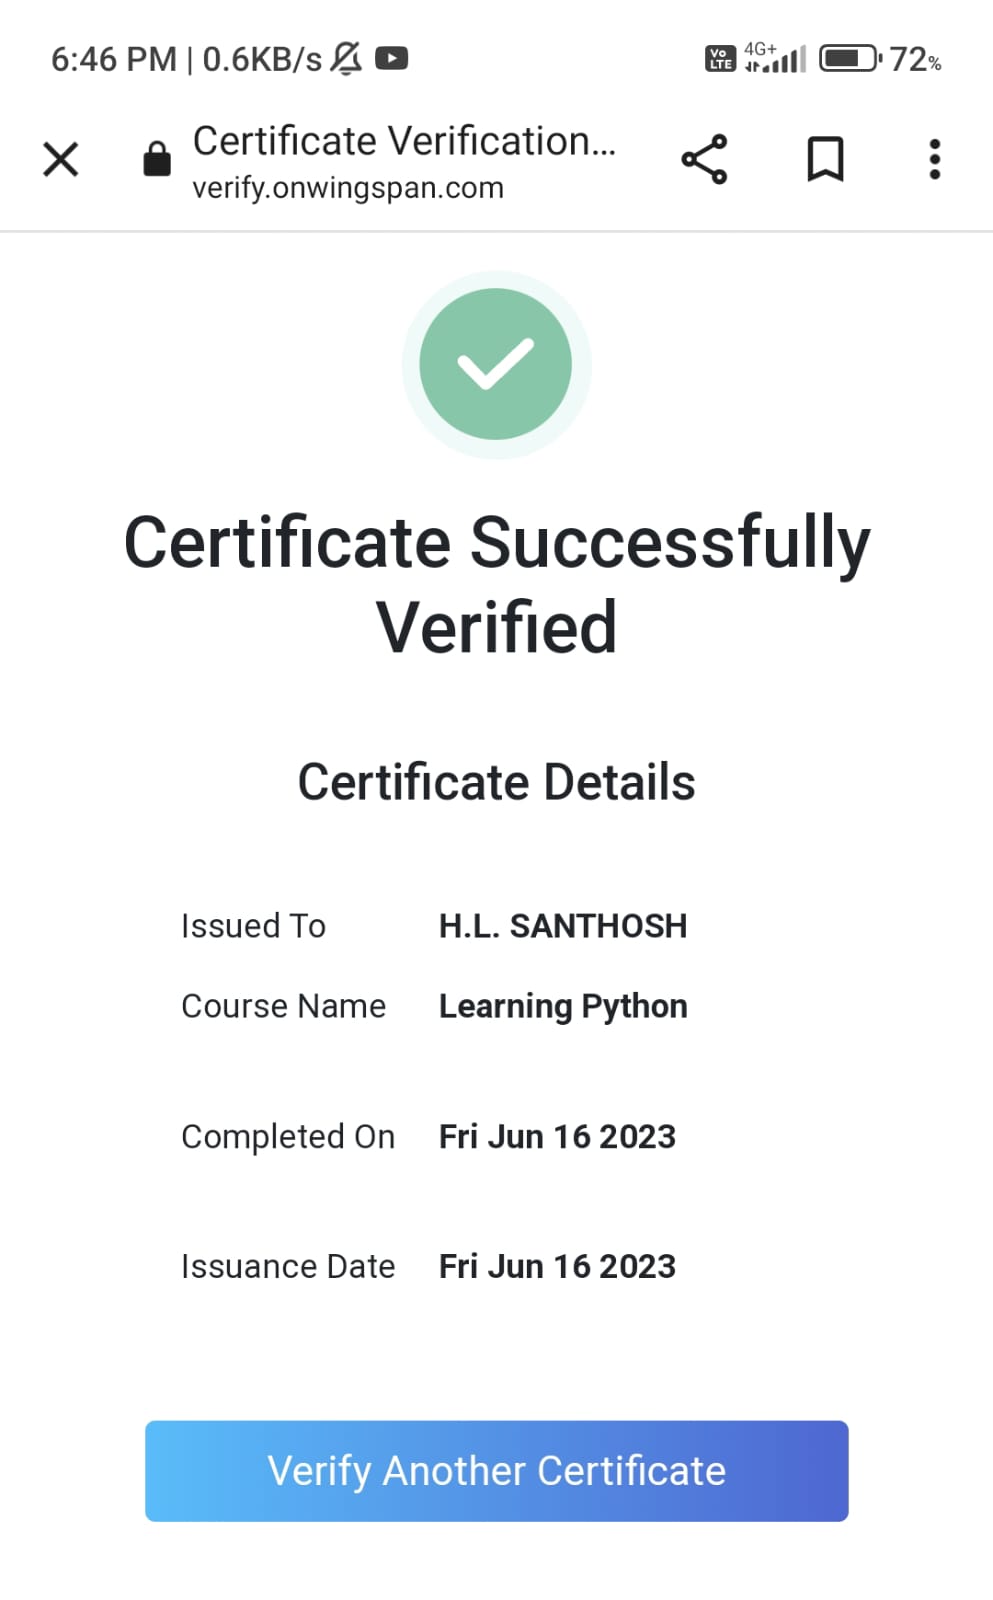 6:46 PM | 0.6KB/s Vo LTE 4G+ 72%
Certificate Verification...
verify.onwingspan.com
Certificate Successfully
Verified
Certificate Details
Issued To H.L. SANTHOSH
Course Name Learning Python
Completed On Fri Jun 16 2023
Issuance Date Fri Jun 16 2023
Verify Another Certificate